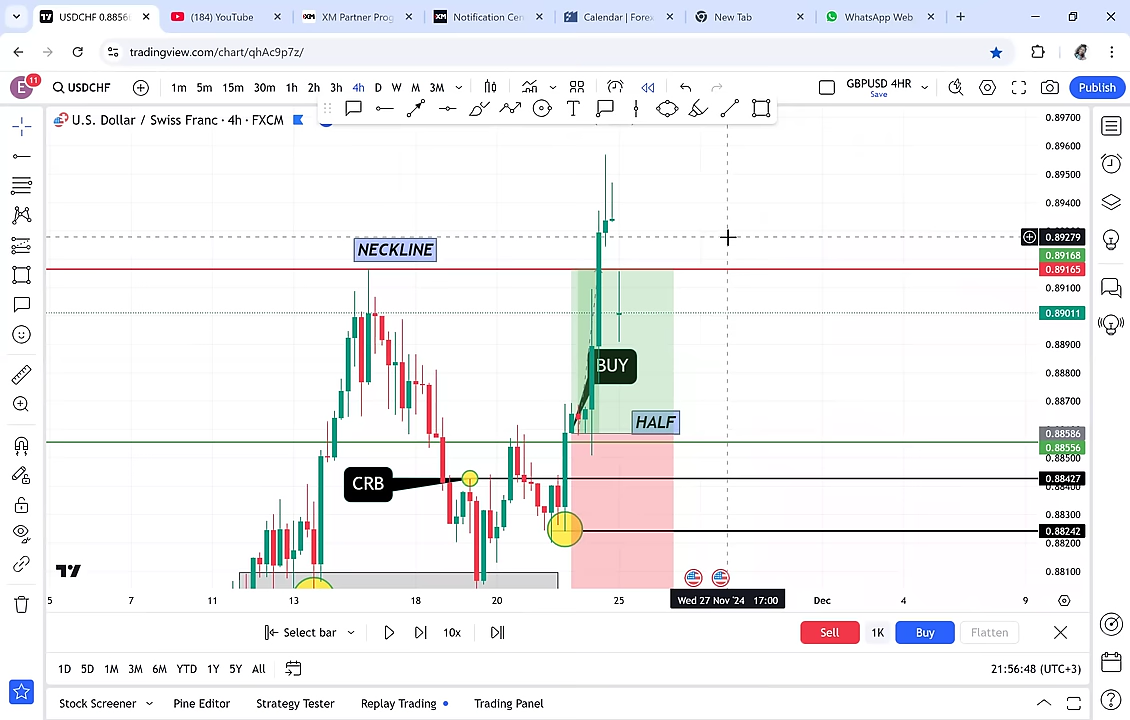 USDCHF 0.8856
(184) YouTube
XM Partner Prog
Notification Cen
Calendar | Forex
New Tab
WhatsApp Web
tradingview.com/chart/qhAc9p7z/
E 11 USDCHF 1m 5m 15m 30m 1h 2h 3h 4h D W M 3M
GBPUSD 4HR
Save
Publish
U.S. Dollar / Swiss Franc · 4h · FXCM
0.89700
0.89600
0.89500
0.89400
0.89279
0.89168
0.89165
0.89100
0.89011
0.88900
0.88800
0.88700
0.88586
0.88556
0.88500
0.88427
0.88400
0.88300
0.88242
0.88200
0.88100
NECKLINE
BUY
HALF
CRB
5 7 11 13 18 20 25 Wed 27 Nov '24 17:00 Dec 4 9
Select bar 10x Sell 1K Buy Flatten
1D 5D 1M 3M 6M YTD 1Y 5Y All 21:56:48 (UTC+3)
Stock Screener Pine Editor Strategy Tester Replay Trading Trading Panel